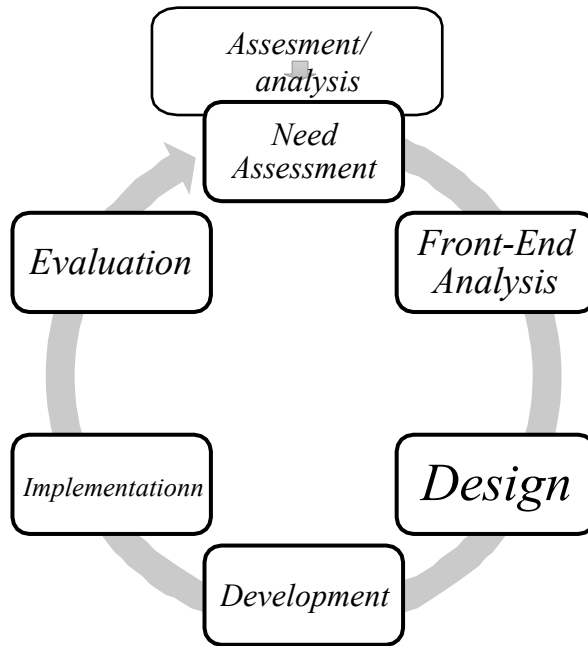 Assesment/
analysis
Need
Assessment
Evaluation
Front-End
Analysis
Implementationn
Design
Development